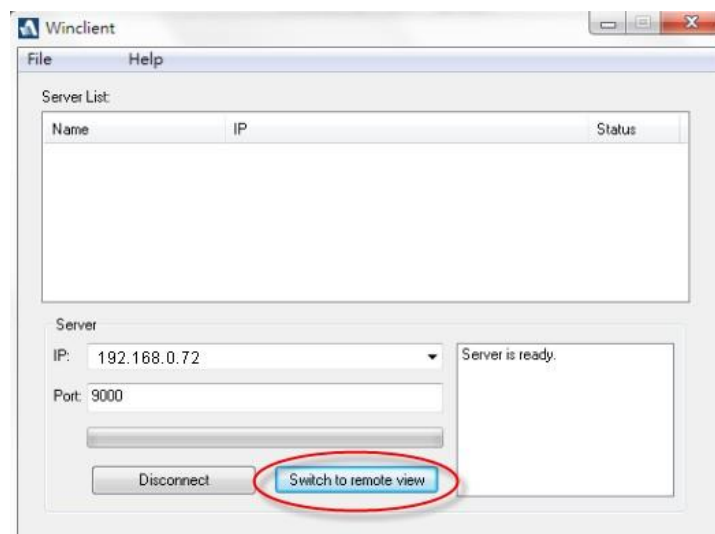 Winclient
File Help
Server List:
Name IP Status
Server
IP: 192.168.0.72
Server is ready.
Port: 9000
Disconnect Switch to remote view